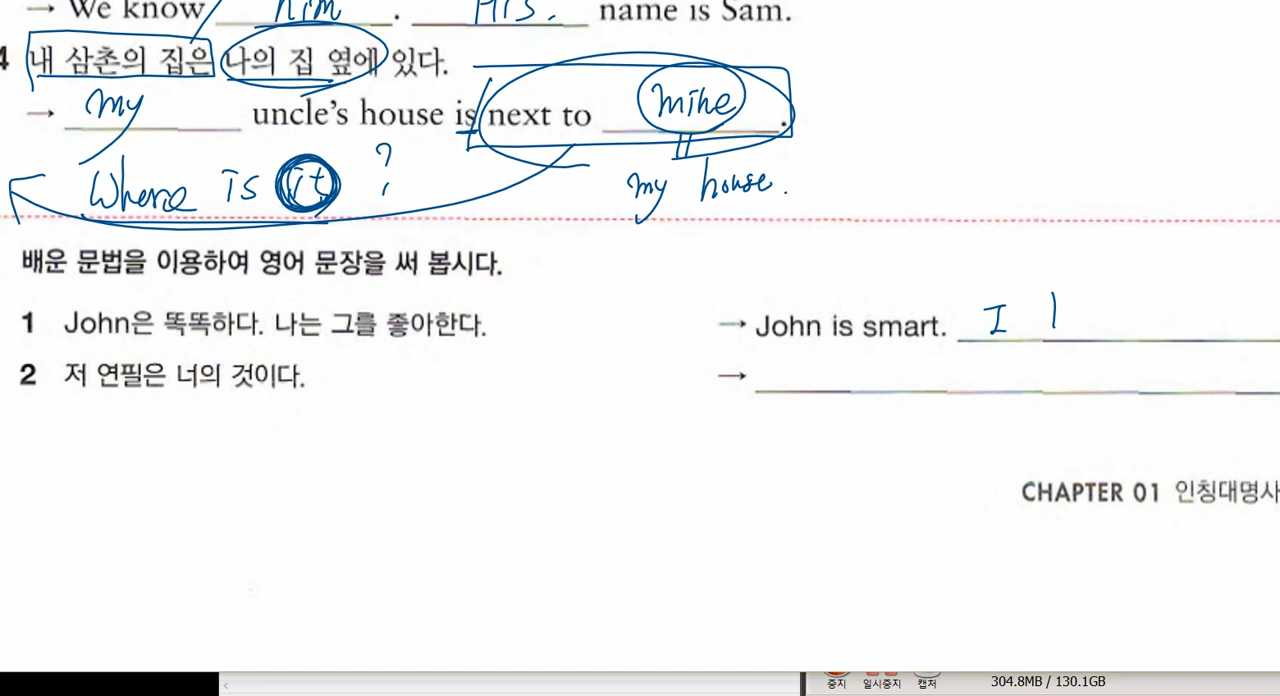 → We know him . His. name is Sam.
4 내 삼촌의 집은 나의 집 옆에 있다.
→ my uncle's house is next to mine .
Where is it ?
my house.
배운 문법을 이용하여 영어 문장을 써 봅시다.
1 John은 똑똑하다. 나는 그를 좋아한다. → John is smart. I l
2 저 연필은 너의 것이다. →
CHAPTER 01 인칭대명사
중지 일시중지 캡처 304.8MB / 130.1GB